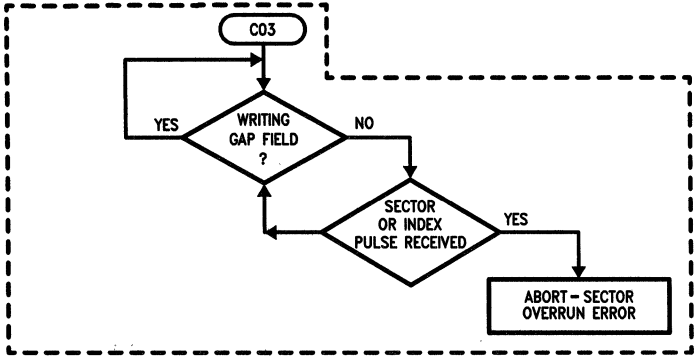 C03
WRITING
GAP FIELD
?
YES
NO
SECTOR
OR INDEX
PULSE RECEIVED
YES
ABORT – SECTOR
OVERRUN ERROR